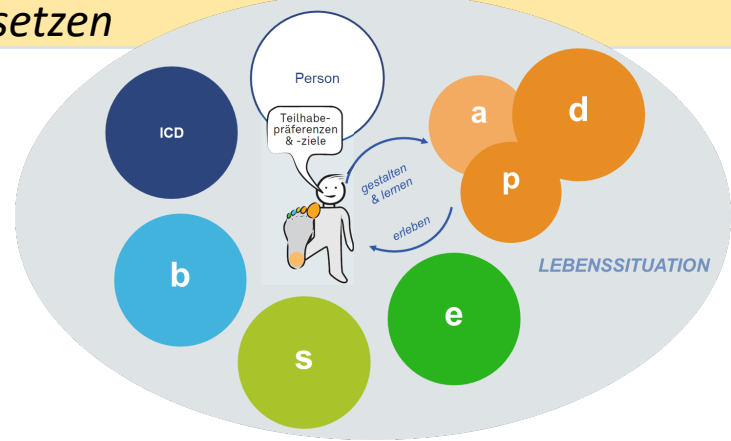 setzen
Person
ICD
Teilhabe-
präferenzen
& -ziele
a
d
p
gestalten
& lernen
erleben
LEBENSSITUATION
b
e
s